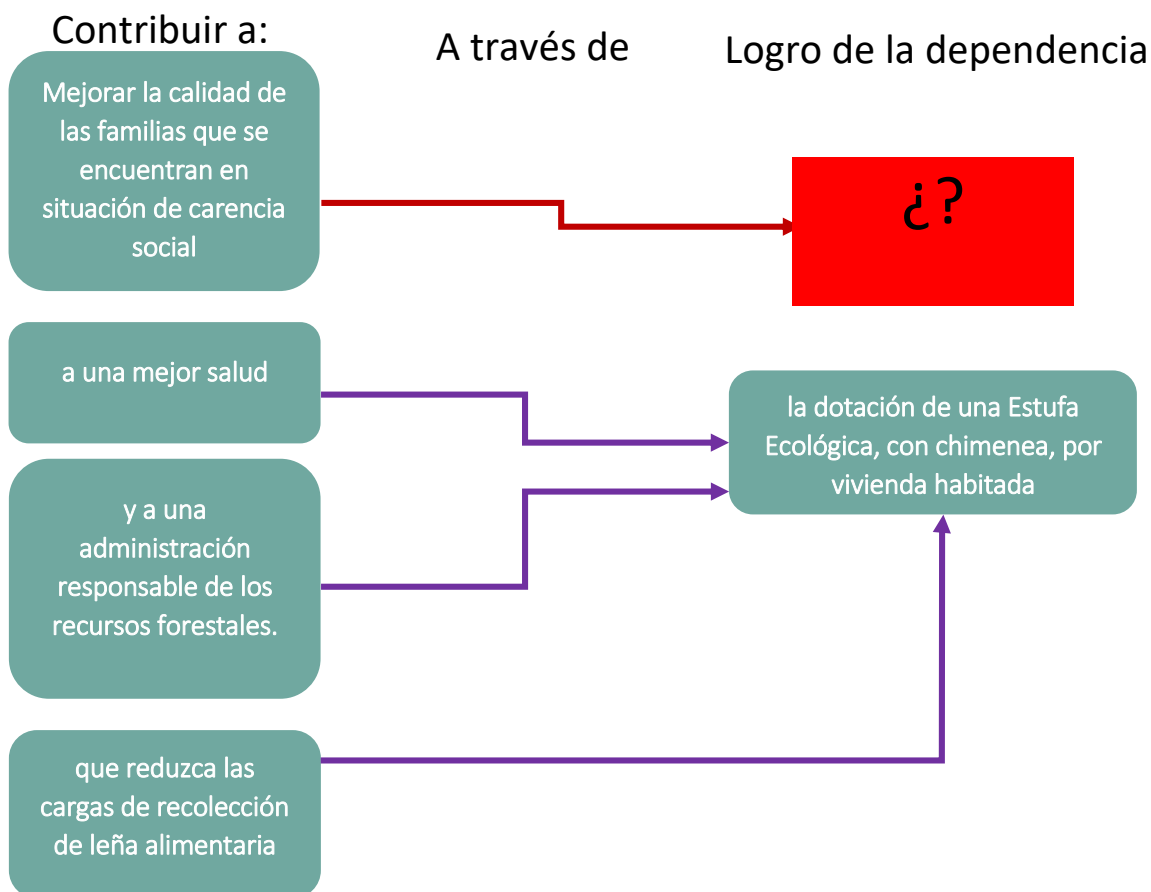 Contribuir a:
A través de
Logro de la dependencia
Mejorar la calidad de
las familias que se
encuentran en
situación de carencia
social
¿?
a una mejor salud
la dotación de una Estufa
Ecológica, con chimenea, por
vivienda habitada
y a una
administración
responsable de los
recursos forestales.
que reduzca las
cargas de recolección
de leña alimentaria